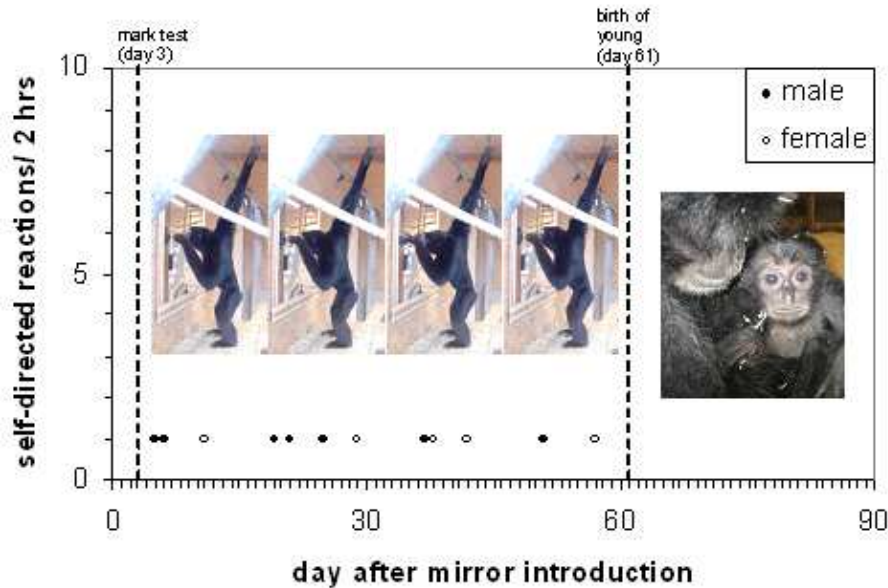 mark test
(day 3)
birth of
young
(day 61)
10
male
female
5
0
self-directed reactions/ 2 hrs
0
30
60
90
day after mirror introduction